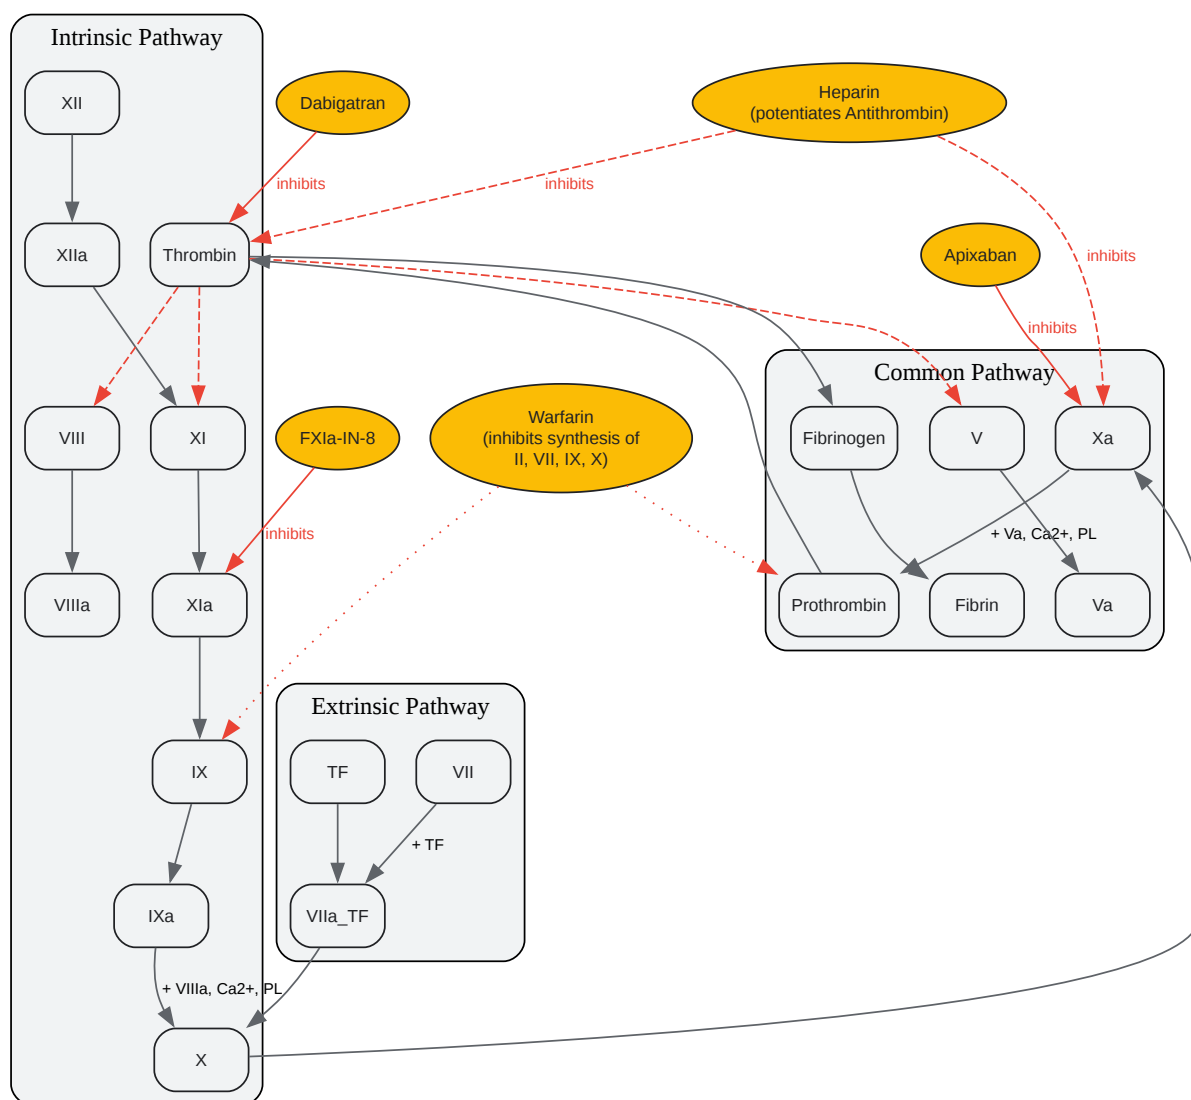 Intrinsic Pathway
XII
Dabigatran
Heparin
(potentiates Antithrombin)
inhibits
inhibits
XIIa
Thrombin
Apixaban
inhibits
inhibits
Common Pathway
VIII
XI
FXIa-IN-8
Warfarin
(inhibits synthesis of
II, VII, IX, X)
Fibrinogen
V
Xa
inhibits
+ Va, Ca2+, PL
VIIIa
XIa
Prothrombin
Fibrin
Va
Extrinsic Pathway
IX
TF
VII
+ TF
IXa
VIIa_TF
+ VIIIa, Ca2+, PL
X